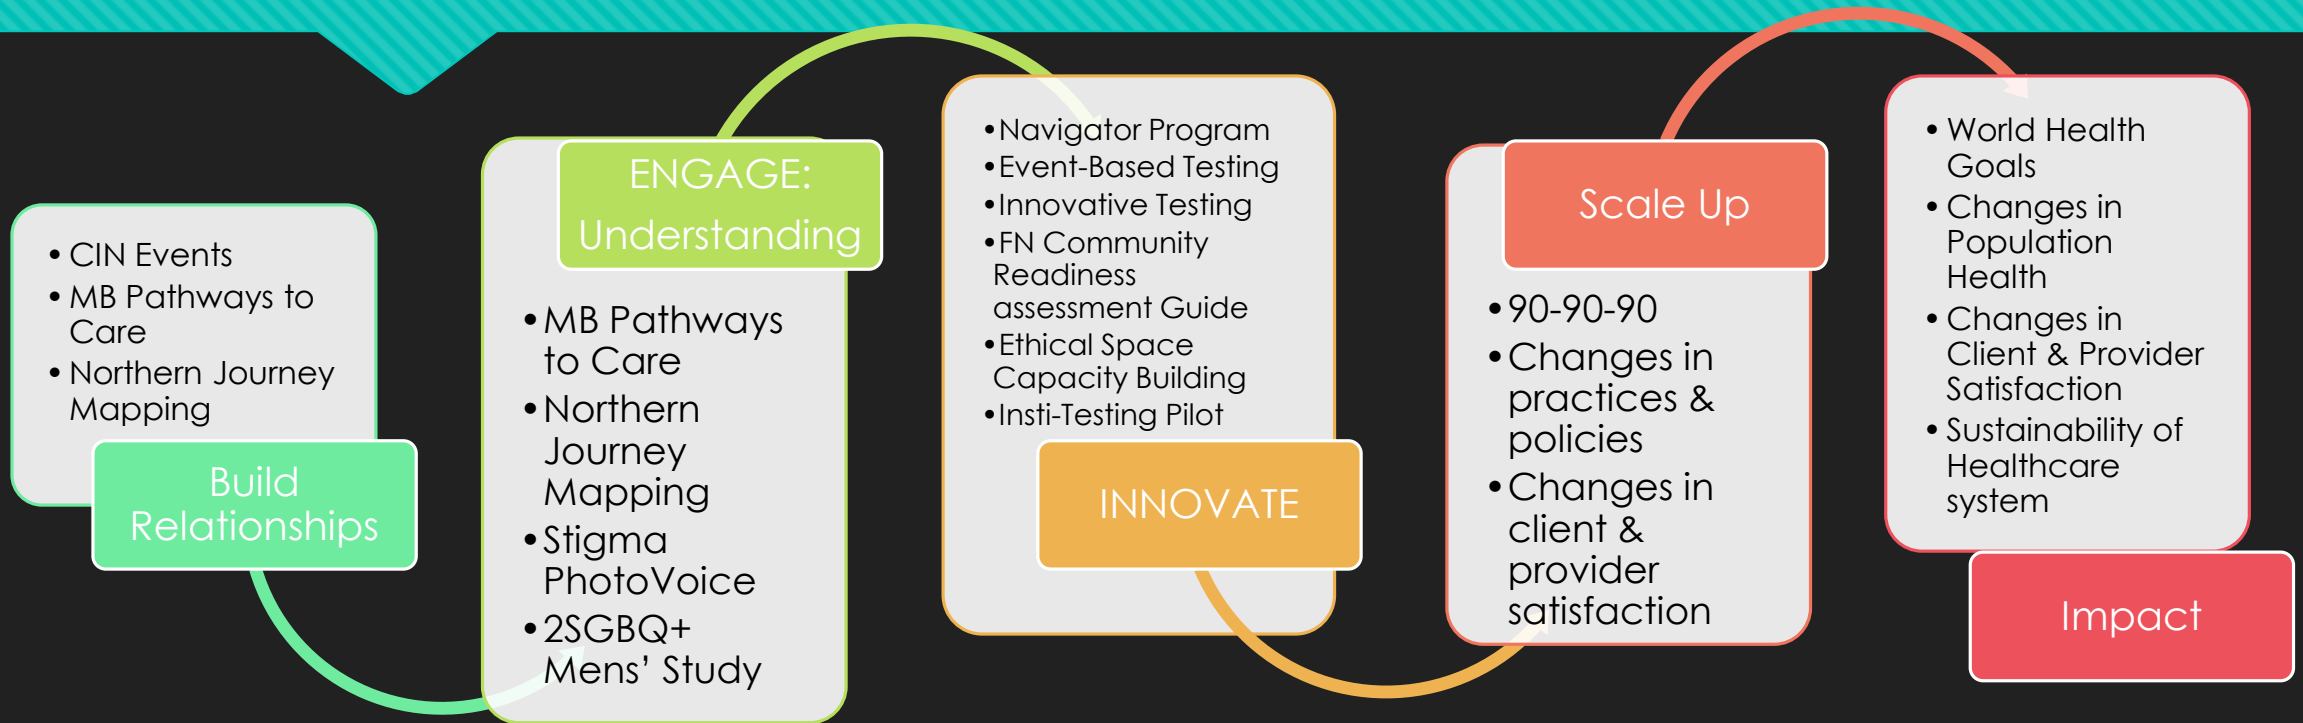 • CIN Events
• MB Pathways to
Care
• Northern Journey
Mapping
Build
Relationships
ENGAGE:
Understanding
• MB Pathways
to Care
• Northern
Journey
Mapping
• Stigma
PhotoVoice
• 2SGBQ+
Mens’ Study
• Navigator Program
• Event-Based Testing
• Innovative Testing
• FN Community
Readiness
assessment Guide
• Ethical Space
Capacity Building
• Insti-Testing Pilot
INNOVATE
Scale Up
• 90-90-90
• Changes in
practices &
policies
• Changes in
client &
provider
satisfaction
• World Health
Goals
• Changes in
Population
Health
• Changes in
Client & Provider
Satisfaction
• Sustainability of
Healthcare
system
Impact